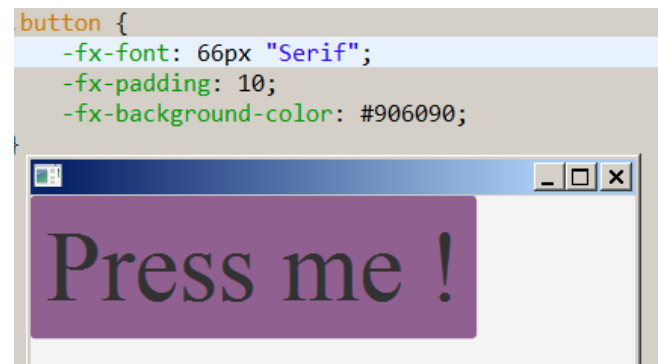 .button {
-fx-font: 66px "Serif";
-fx-padding: 10;
-fx-background-color: #906090;
}
Press me !